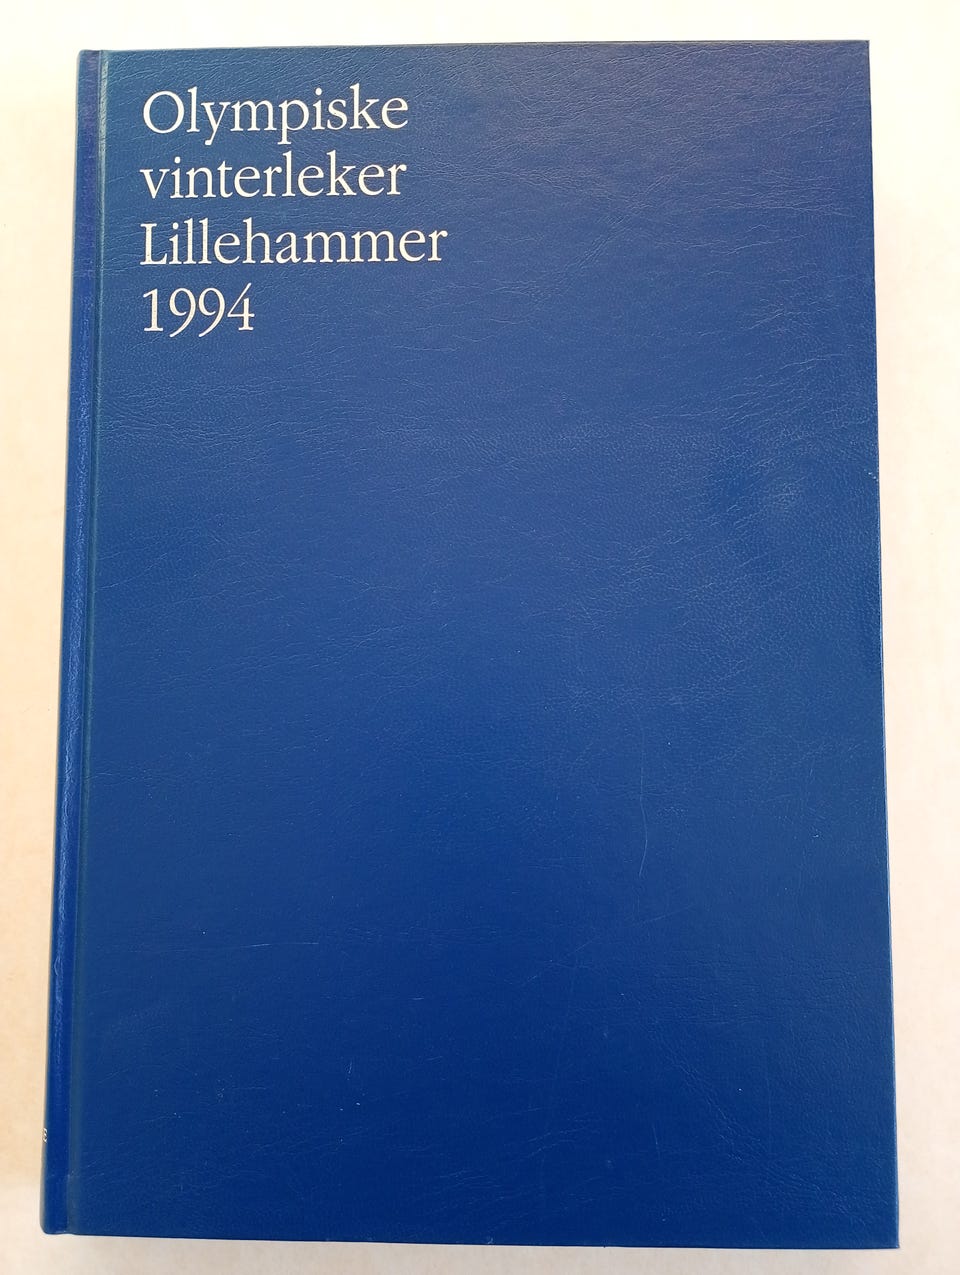 Olympiske
vinterleker
Lillehammer
1994